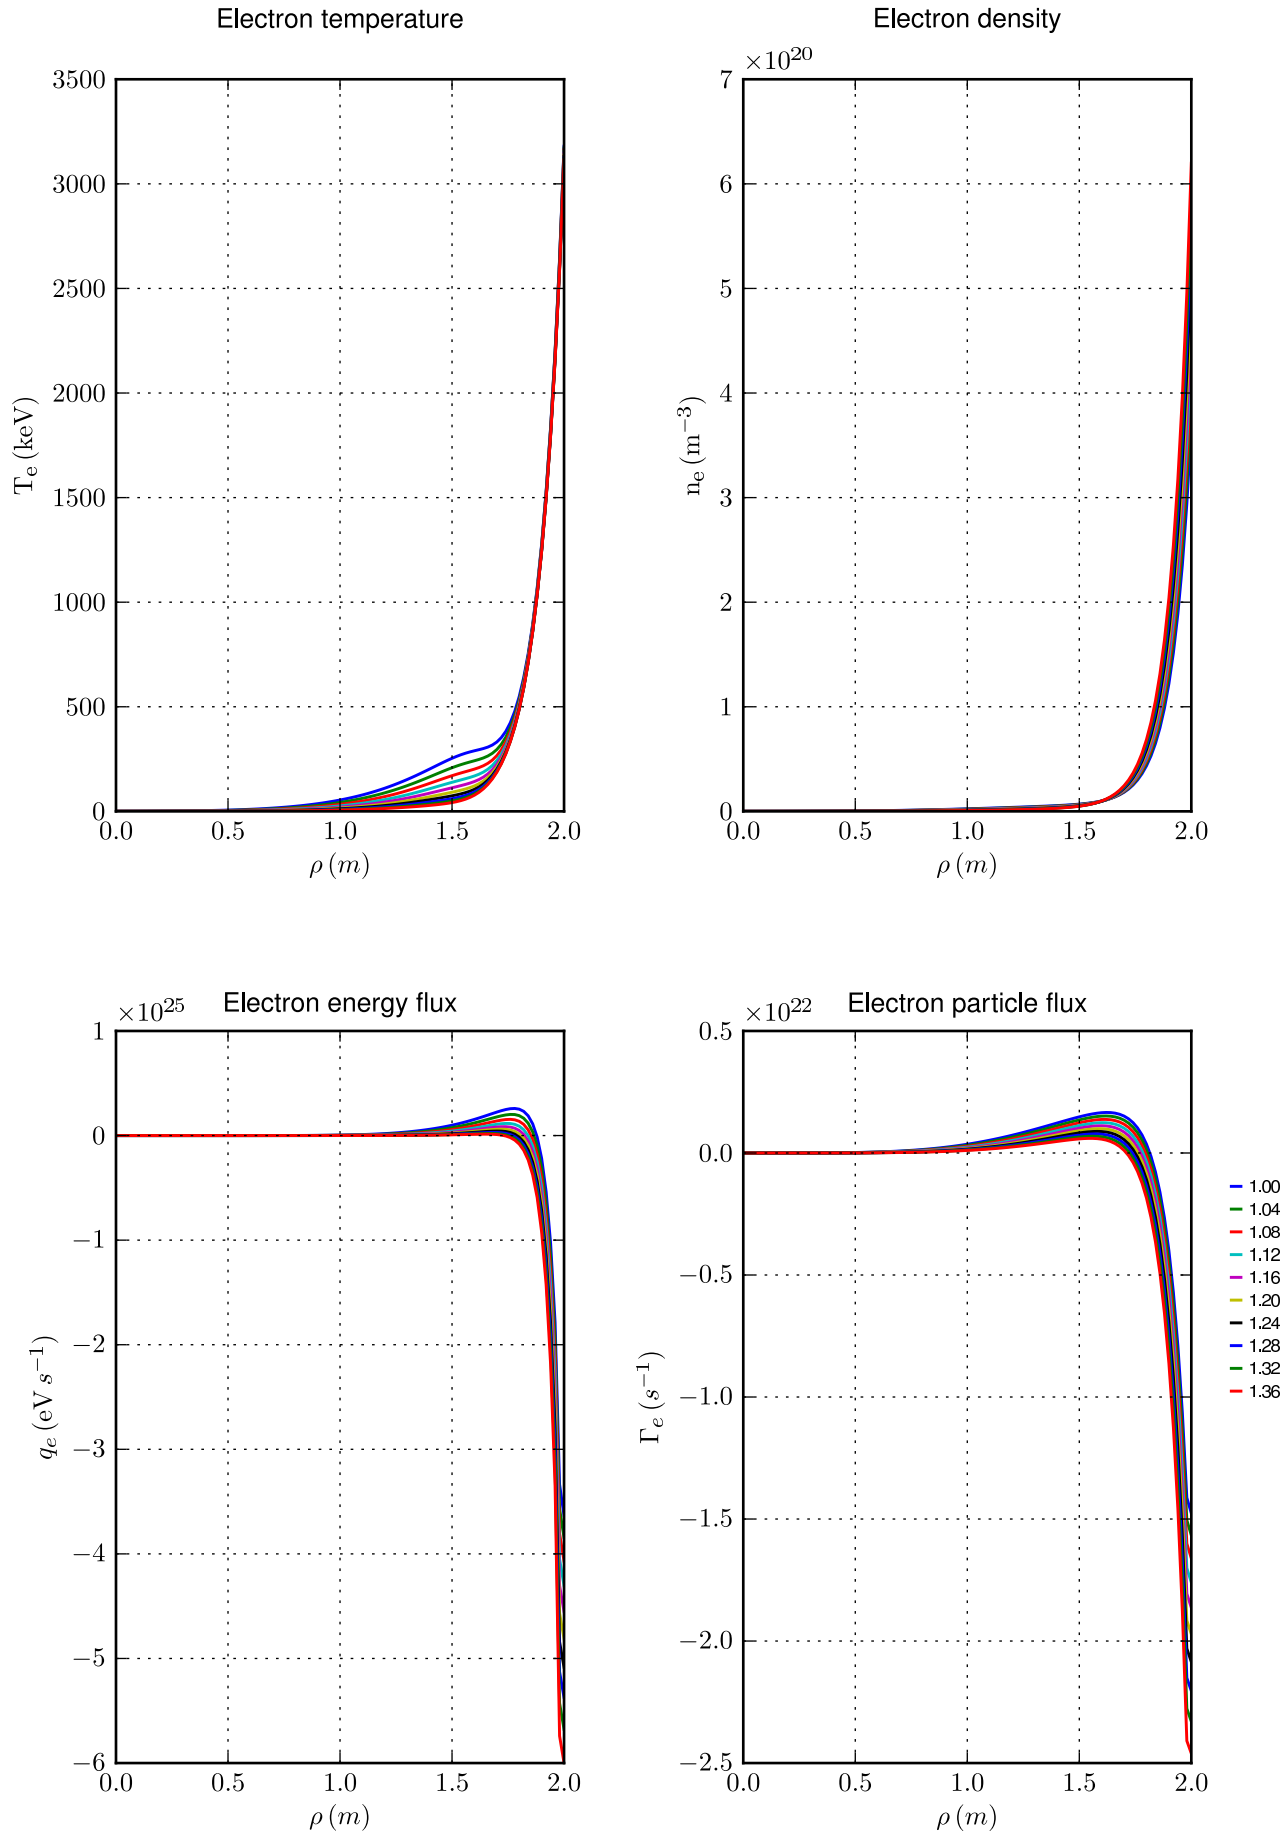 Electron temperature
3500
3000
2500
2000
1500
1000
500
0
T_e (keV)
0.0 0.5 1.0 1.5 2.0
ρ (m)
Electron density
×10^20
7
6
5
4
3
2
1
0
n_e (m^−3)
0.0 0.5 1.0 1.5 2.0
ρ (m)
Electron energy flux
×10^25
1
0
−1
−2
−3
−4
−5
−6
q_e (eV s^−1)
0.0 0.5 1.0 1.5 2.0
ρ (m)
Electron particle flux
×10^22
0.5
0.0
−0.5
−1.0
−1.5
−2.0
−2.5
Γ_e (s^−1)
0.0 0.5 1.0 1.5 2.0
ρ (m)
1.00
1.04
1.08
1.12
1.16
1.20
1.24
1.28
1.32
1.36